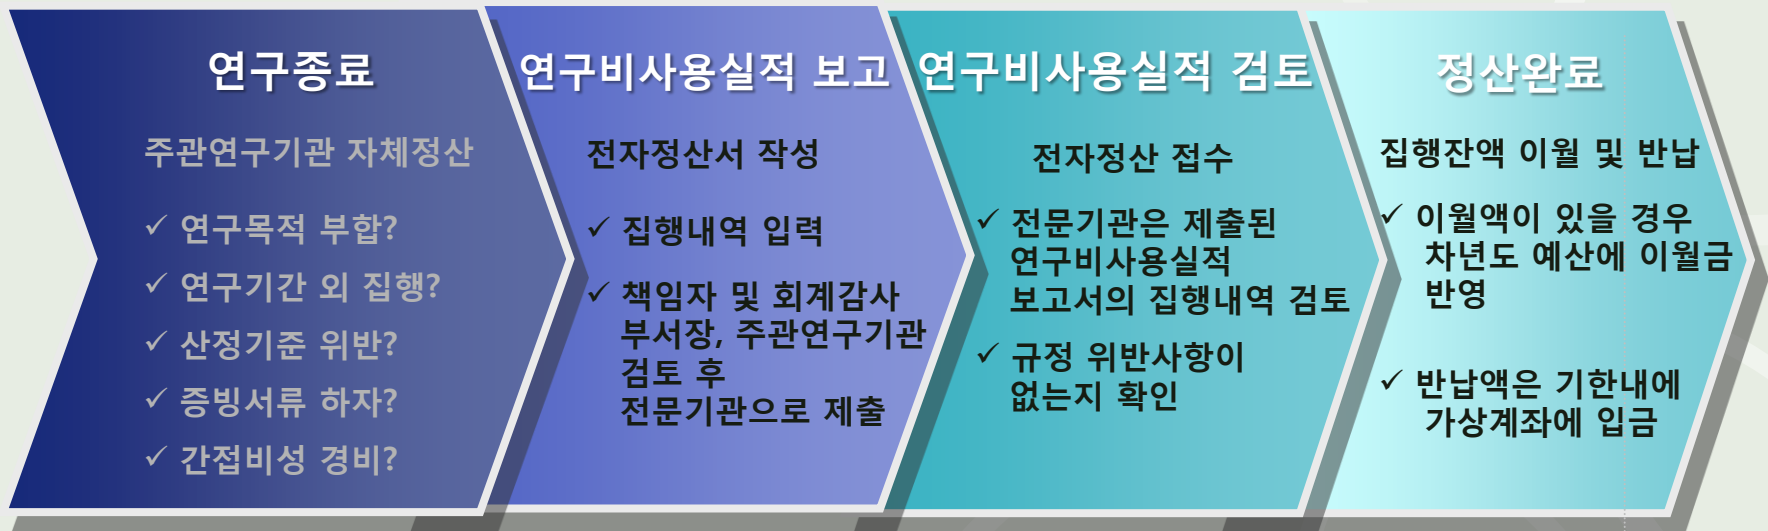 연구종료
주관연구기관 자체정산
✓ 연구목적 부합?
✓ 연구기간 외 집행?
✓ 산정기준 위반?
✓ 증빙서류 하자?
✓ 간접비성 경비?
연구비사용실적 보고
전자정산서 작성
✓ 집행내역 입력
✓ 책임자 및 회계감사
부서장, 주관연구기관
검토 후
전문기관으로 제출
연구비사용실적 검토
전자정산 접수
✓ 전문기관은 제출된
연구비사용실적
보고서의 집행내역 검토
✓ 규정 위반사항이
없는지 확인
정산완료
집행잔액 이월 및 반납
✓ 이월액이 있을 경우
차년도 예산에 이월금
반영
✓ 반납액은 기한내에
가상계좌에 입금